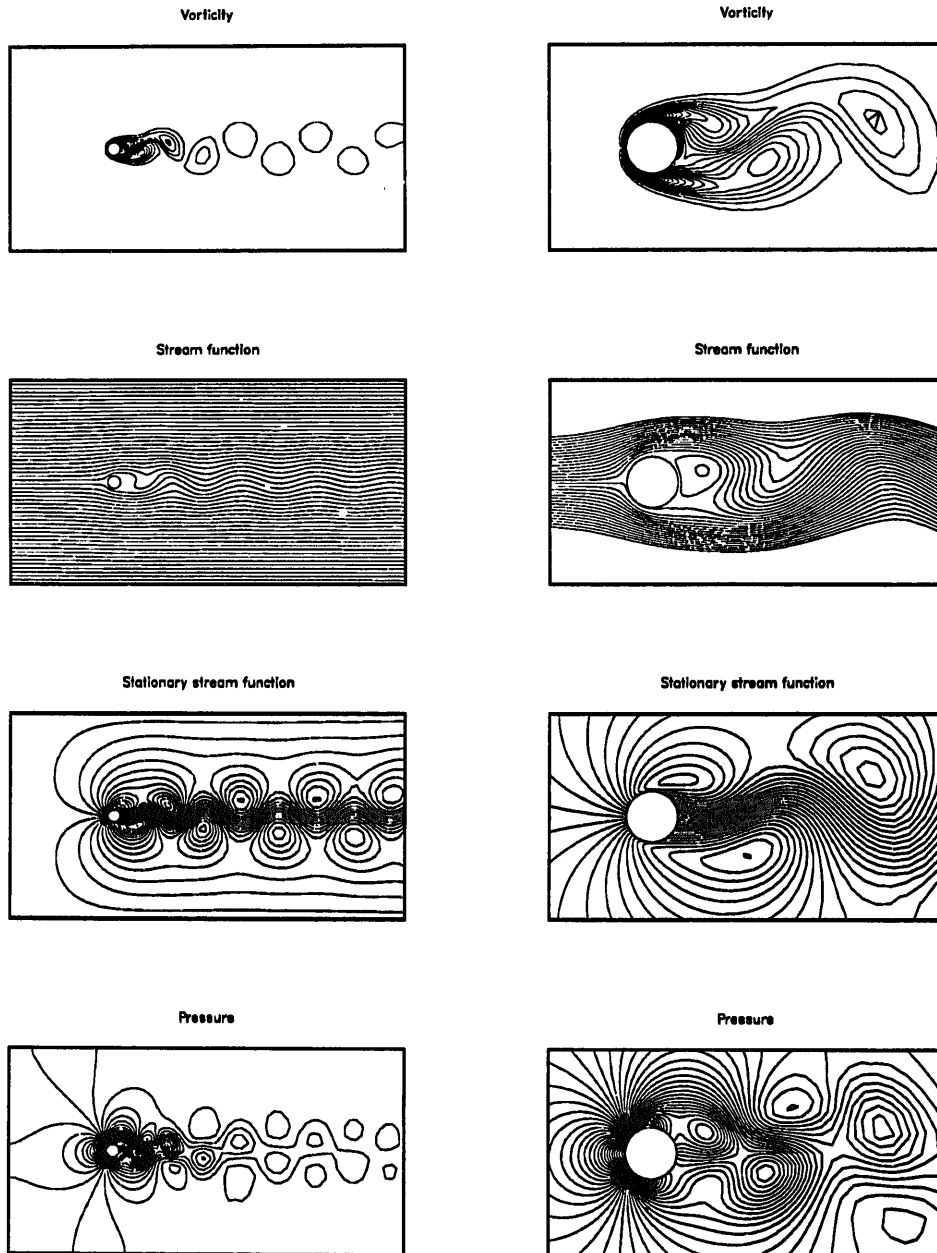 Vorticity
Vorticity
Stream function
Stream function
Stationary stream function
Stationary stream function
Pressure
Pressure